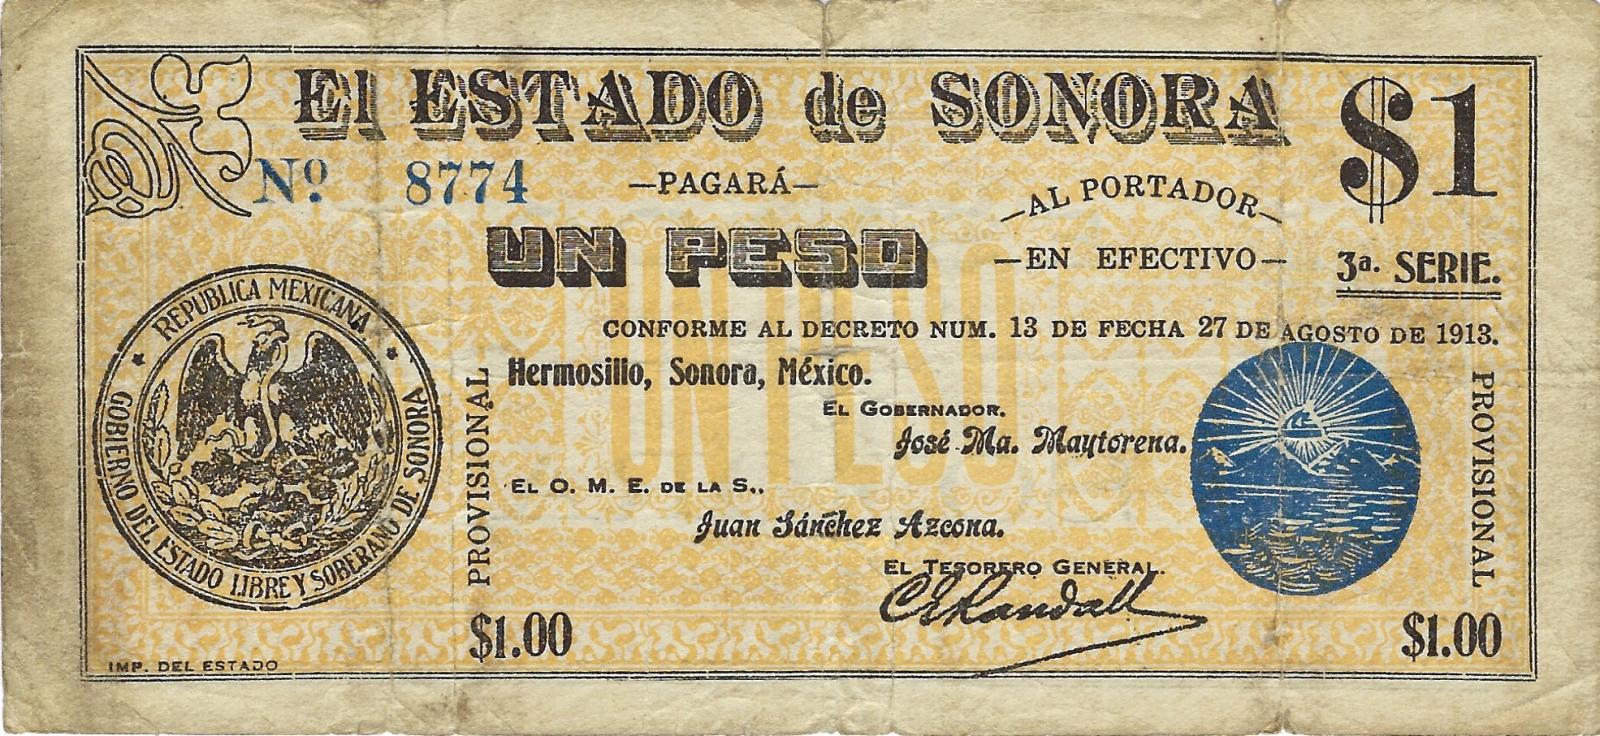 El ESTADO de SONORA
$1
Nº. 8774
—PAGARÁ—
—AL PORTADOR—
UN PESO
—EN EFECTIVO—
3a. SERIE.
CONFORME AL DECRETO NUM. 13 DE FECHA 27 DE AGOSTO DE 1913.
UN PESO
REPUBLICA MEXICANA
GOBIERNO DEL ESTADO LIBRE Y SOBERANO DE SONORA
PROVISIONAL
Hermosillo, Sonora, México.
EL GOBERNADOR.
José Ma. Maytorena.
EL O. M. E. DE LA S.,
Juan Sánchez Azcona.
EL TESORERO GENERAL.
CERandall
PROVISIONAL
$1.00
$1.00
IMP. DEL ESTADO